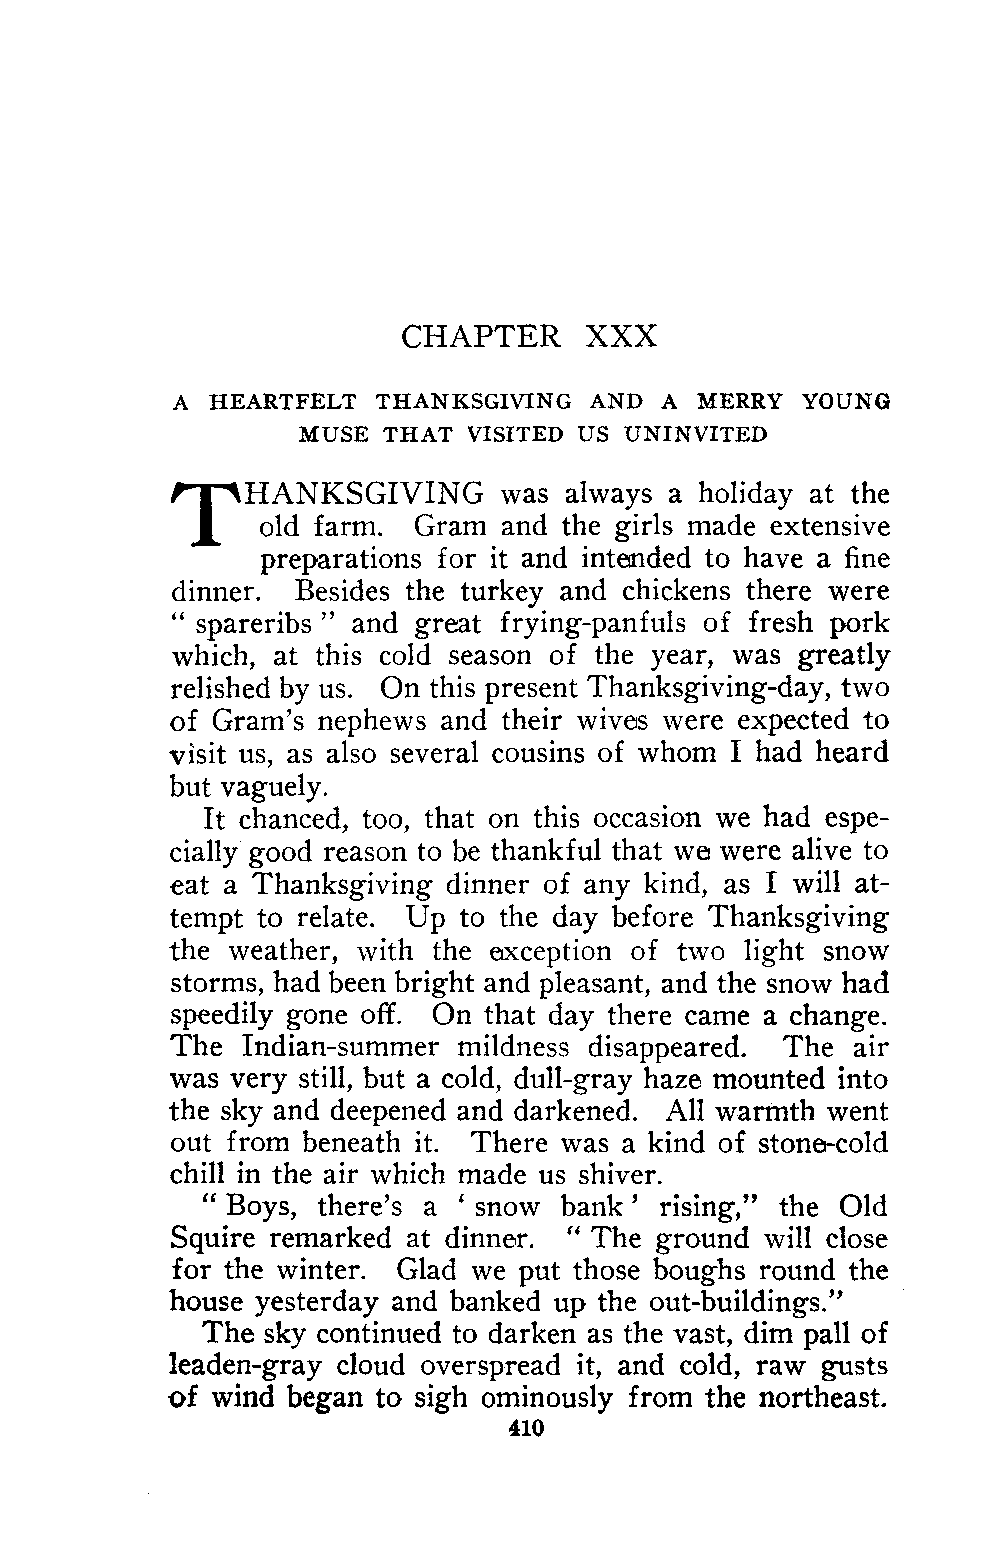 CHAPTER XXX
A HEARTFELT THANKSGIVING AND A MERRY YOUNG
MUSE THAT VISITED US UNINVITED
THANKSGIVING was always a holiday at the
old farm. Gram and the girls made extensive
preparations for it and intended to have a fine
dinner. Besides the turkey and chickens there were
“ spareribs ” and great frying-panfuls of fresh pork
which, at this cold season of the year, was greatly
relished by us. On this present Thanksgiving-day, two
of Gram's nephews and their wives were expected to
visit us, as also several cousins of whom I had heard
but vaguely.
It chanced, too, that on this occasion we had espe-
cially good reason to be thankful that we were alive to
eat a Thanksgiving dinner of any kind, as I will at-
tempt to relate. Up to the day before Thanksgiving
the weather, with the exception of two light snow
storms, had been bright and pleasant, and the snow had
speedily gone off. On that day there came a change.
The Indian-summer mildness disappeared. The air
was very still, but a cold, dull-gray haze mounted into
the sky and deepened and darkened. All warmth went
out from beneath it. There was a kind of stone-cold
chill in the air which made us shiver.
“ Boys, there's a ‘ snow bank ’ rising,” the Old
Squire remarked at dinner. “ The ground will close
for the winter. Glad we put those boughs round the
house yesterday and banked up the out-buildings.”
The sky continued to darken as the vast, dim pall of
leaden-gray cloud overspread it, and cold, raw gusts
of wind began to sigh ominously from the northeast.
410